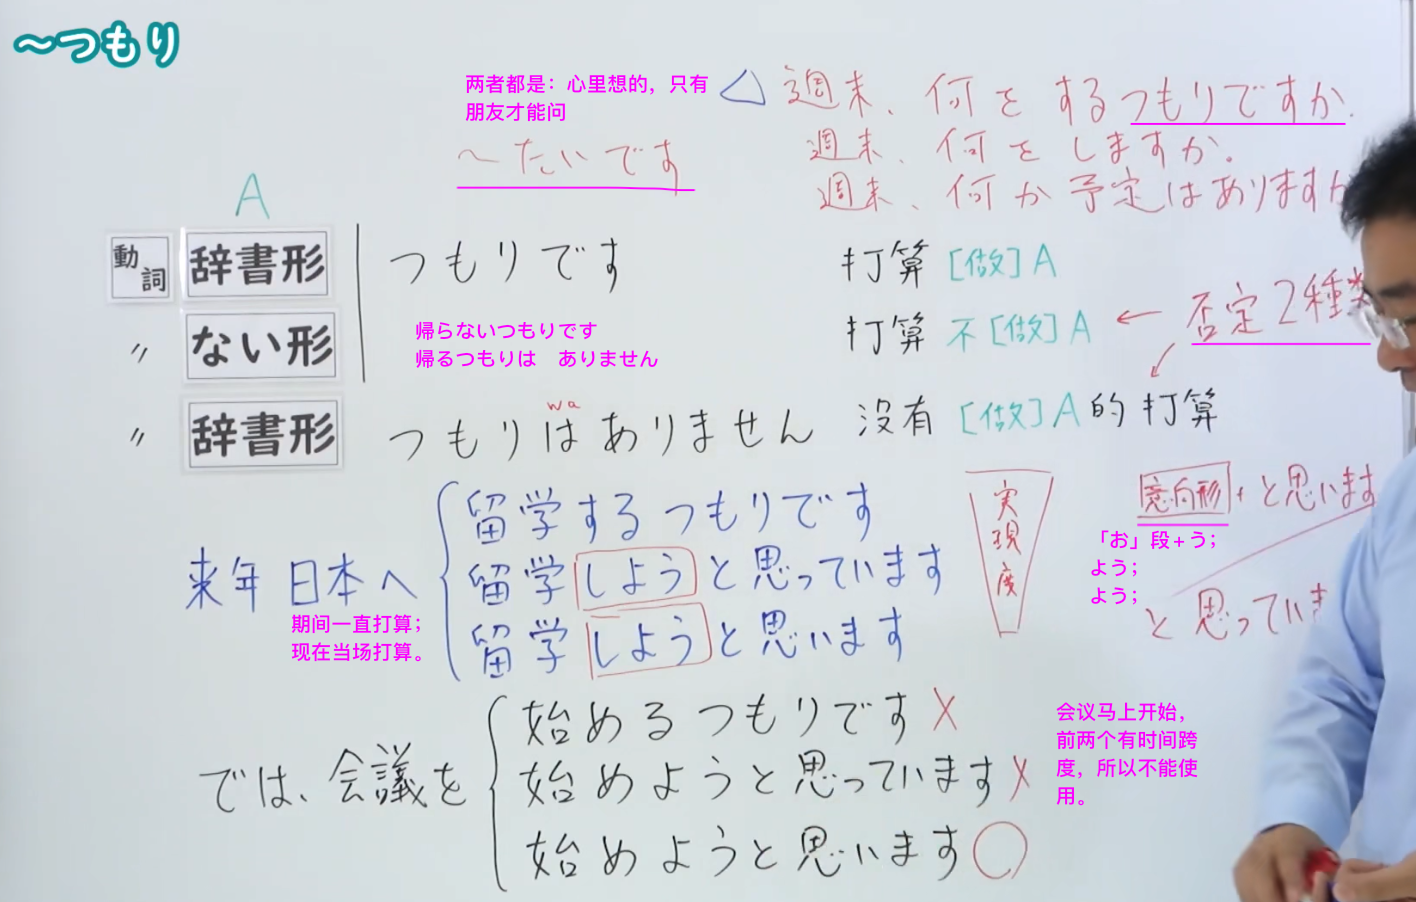 ～つもり
两者都是：心里想的，只有
朋友才能问
△ 週末、何をするつもりですか.
～たいです
週末、何をしますか.
週末、何か予定はありますか
A
動詞 辞書形 つもりです 打算 [做] A
〃 ない形 打算 不 [做] A ← 否定2種類
帰らないつもりです
帰るつもりは　ありません
wa
〃 辞書形 つもりはありません 没有 [做] A 的 打算
来年 日本へ
留学する つもりです
留学しようと思っています
留学しようと思います
期间一直打算；
现在当场打算。
実現度
意向形 + と思います
「お」段+う；
よう；
よう；
と思っていま
では、会議を
始めるつもりです X
始めようと思っています X
始めようと思います ○
会议马上开始，
前两个有时间跨
度，所以不能使
用。